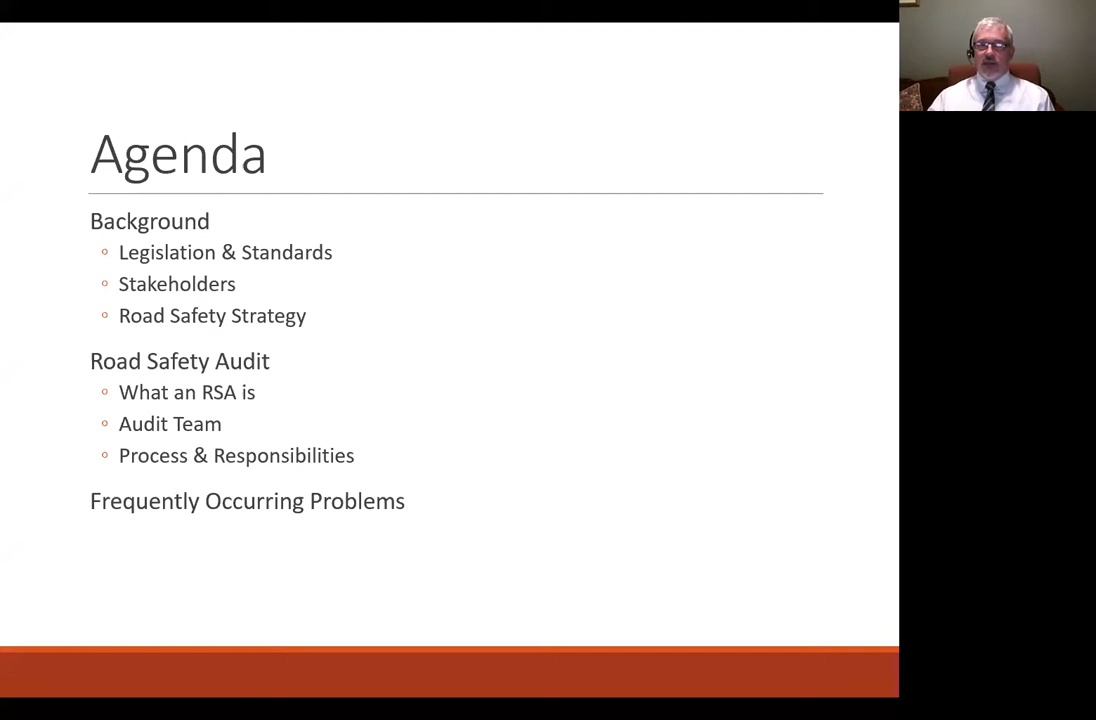 Agenda
Background
Legislation & Standards
Stakeholders
Road Safety Strategy
Road Safety Audit
What an RSA is
Audit Team
Process & Responsibilities
Frequently Occurring Problems